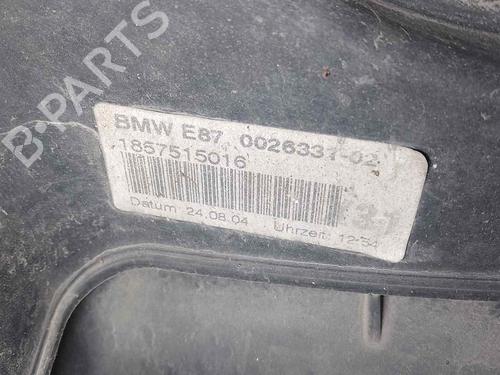 BMW E87 0026331-02
1857515016
Datum: 24.08.04 Uhrzeit: 12:54
B-PARTS